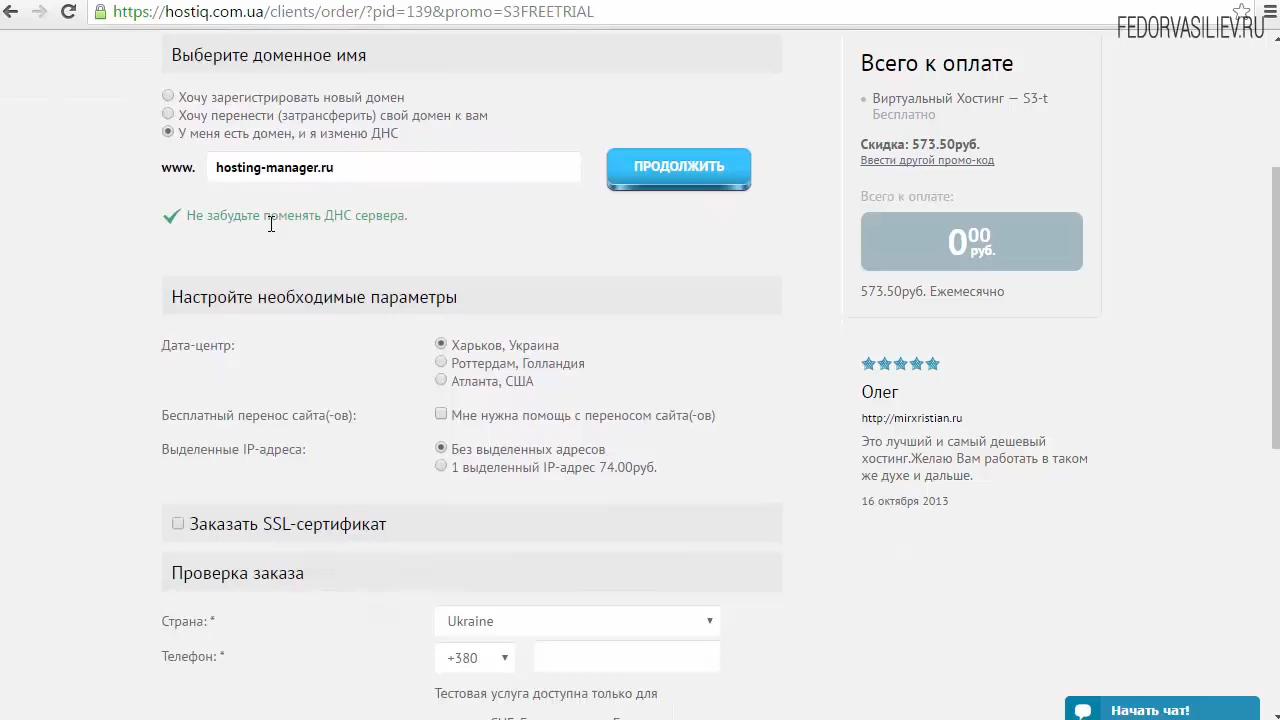 https://hostiq.com.ua/clients/order/?pid=139&promo=S3FREETRIAL
FEDORVASILIEV.RU
Выберите доменное имя
Хочу зарегистрировать новый домен
Хочу перенести (затрансферить) свой домен к вам
У меня есть домен, и я изменю ДНС
www. hosting-manager.ru ПРОДОЛЖИТЬ
Не забудьте поменять ДНС сервера.
Настройте необходимые параметры
Дата-центр: Харьков, Украина
Роттердам, Голландия
Атланта, США
Бесплатный перенос сайта(-ов): Мне нужна помощь с переносом сайта(-ов)
Выделенные IP-адреса: Без выделенных адресов
1 выделенный IP-адрес 74.00руб.
Заказать SSL-сертификат
Проверка заказа
Страна: * Ukraine
Телефон: * +380
Тестовая услуга доступна только для
Всего к оплате
Виртуальный Хостинг — S3-t
Бесплатно
Скидка: 573.50руб.
Ввести другой промо-код
Всего к оплате:
0 00 руб.
573.50руб. Ежемесячно
Олег
http://mirxristian.ru
Это лучший и самый дешевый
хостинг.Желаю Вам работать в таком
же духе и дальше.
16 октября 2013
Начать чат!